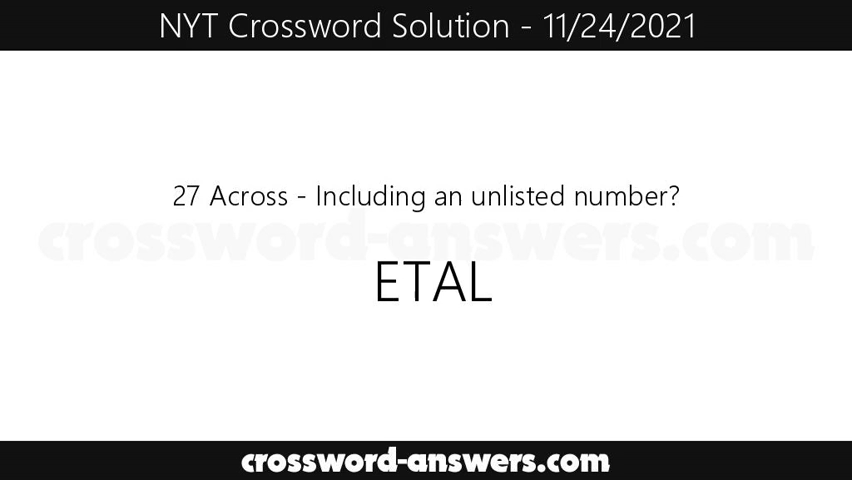 NYT Crossword Solution - 11/24/2021
27 Across - Including an unlisted number?
crossword-answers.com
ETAL
crossword-answers.com